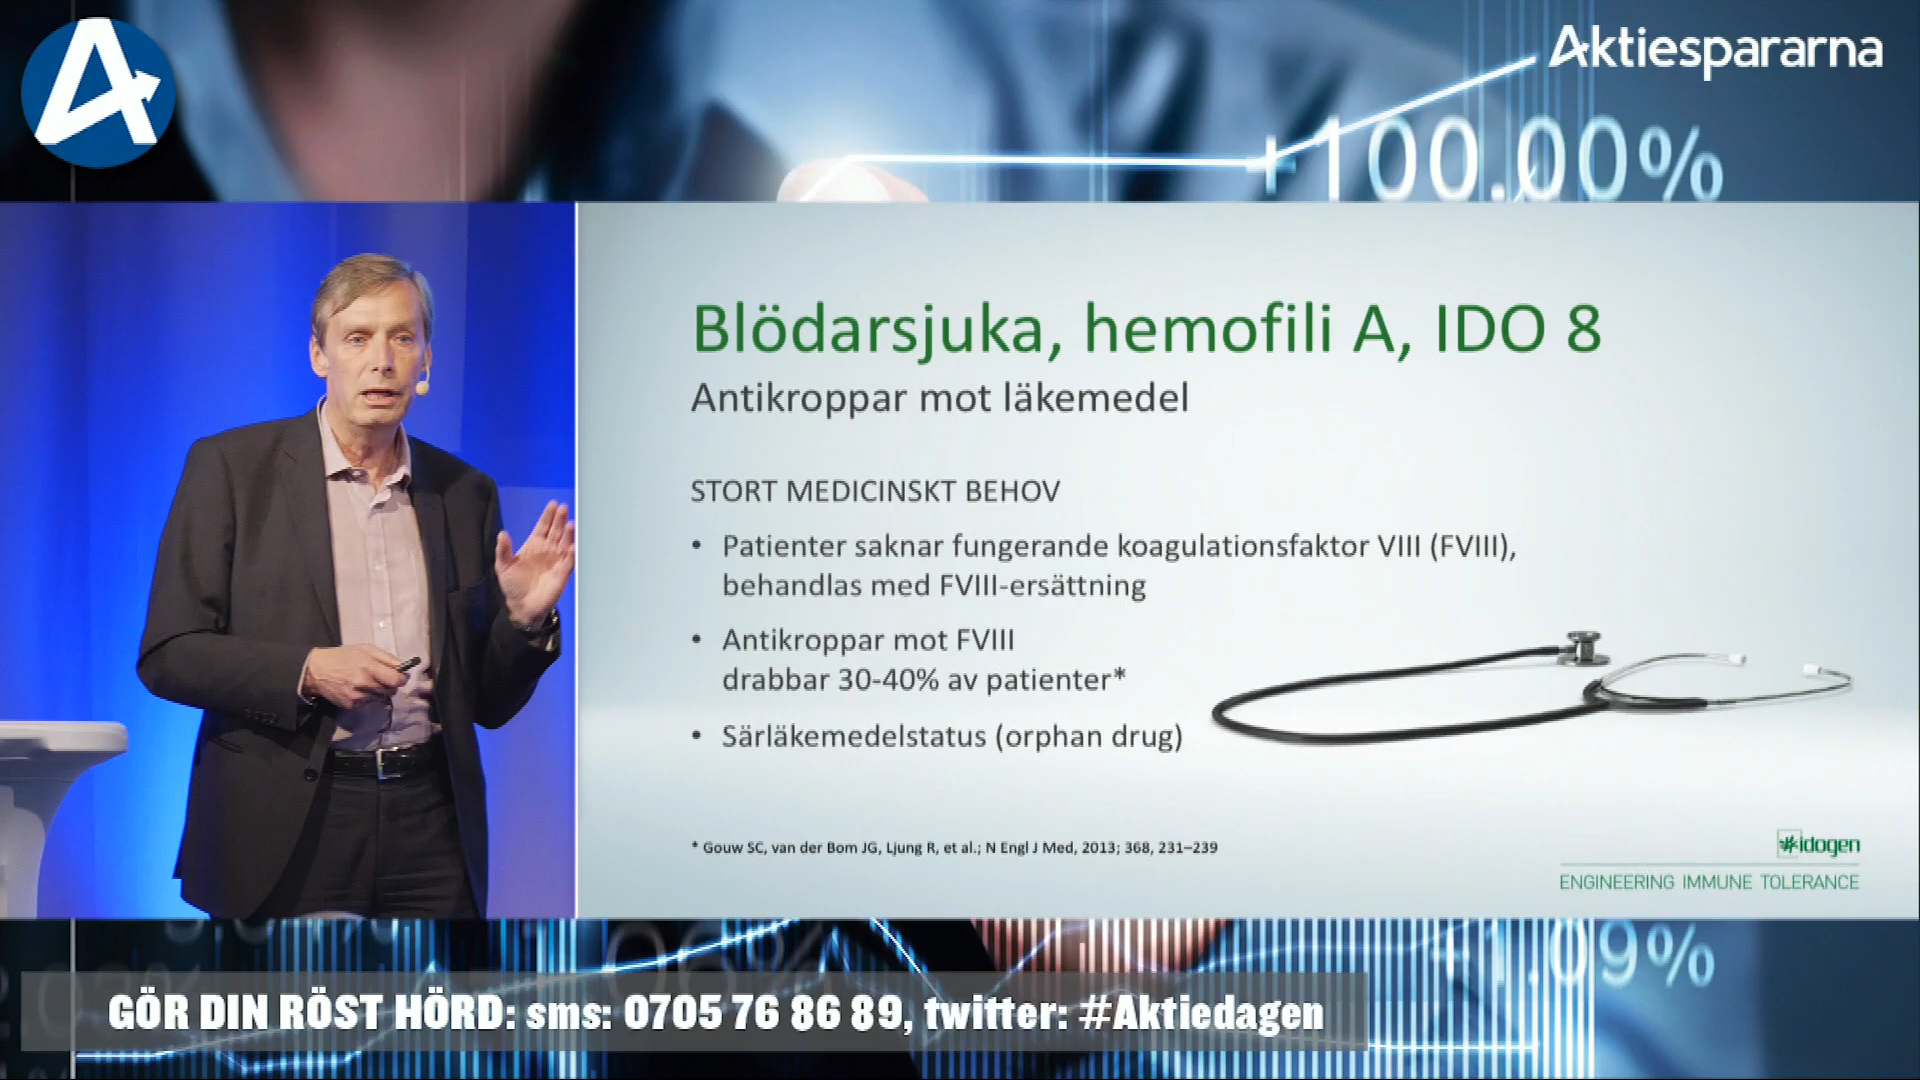 Aktiespararna
+100.00%
Blödarsjuka, hemofili A, IDO 8
Antikroppar mot läkemedel
STORT MEDICINSKT BEHOV
• Patienter saknar fungerande koagulationsfaktor VIII (FVIII),
behandlas med FVIII-ersättning
• Antikroppar mot FVIII
drabbar 30-40% av patienter*
• Särläkemedelstatus (orphan drug)
* Gouw SC, van der Bom JG, Ljung R, et al.; N Engl J Med, 2013; 368, 231–239
idogen
ENGINEERING IMMUNE TOLERANCE
GÖR DIN RÖST HÖRD: sms: 0705 76 86 89, twitter: #Aktiedagen